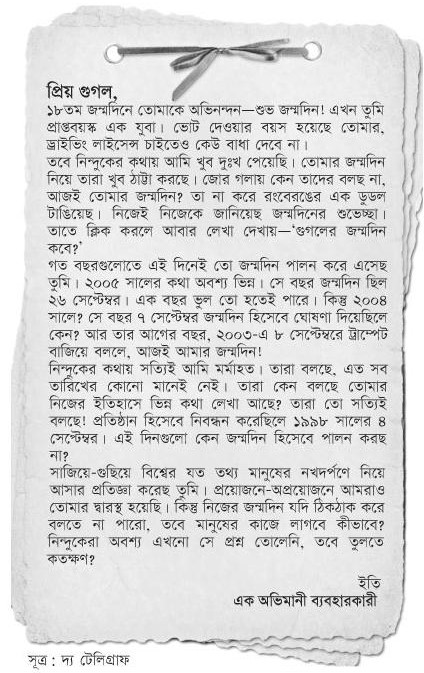 প্রিয় গুগল,
১৮তম জন্মদিনে তোমাকে অভিনন্দন—শুভ জন্মদিন! এখন তুমি
প্রাপ্তবয়স্ক এক যুবা। ভোট দেওয়ার বয়স হয়েছে তোমার,
ড্রাইভিং লাইসেন্স চাইতেও কেউ বাধা দেবে না।
তবে নিন্দুকের কথায় আমি খুব দুঃখ পেয়েছি। তোমার জন্মদিন
নিয়ে তারা খুব ঠাট্টা করছে। জোর গলায় কেন তাদের বলছ না,
আজই তোমার জন্মদিন? তা না করে রংবেরঙের এক ডুডল
টাঙিয়েছ। নিজেই নিজেকে জানিয়েছ জন্মদিনের শুভেচ্ছা।
তাতে ক্লিক করলে আবার লেখা দেখায়—‘গুগলের জন্মদিন
কবে?’
গত বছরগুলোতে এই দিনেই তো জন্মদিন পালন করে এসেছ
তুমি। ২০০৫ সালের কথা অবশ্য ভিন্ন। সে বছর জন্মদিন ছিল
২৬ সেপ্টেম্বর। এক বছর ভুল তো হতেই পারে। কিন্তু ২০০৪
সালে? সে বছর ৭ সেপ্টেম্বর জন্মদিন হিসেবে ঘোষণা দিয়েছিলে
কেন? আর তার আগের বছর, ২০০৩-এ ৮ সেপ্টেম্বরে ট্রাম্পেট
বাজিয়ে বললে, আজই আমার জন্মদিন!
নিন্দুকের কথায় সত্যিই আমি মর্মাহত। তারা বলছে, এত সব
তারিখের কোনো মানেই নেই। তারা কেন বলছে তোমার
নিজের ইতিহাসে ভিন্ন কথা লেখা আছে? তারা তো সত্যিই
বলছে! প্রতিষ্ঠান হিসেবে নিবন্ধন করেছিলে ১৯৯৮ সালের ৪
সেপ্টেম্বর। এই দিনগুলো কেন জন্মদিন হিসেবে পালন করছ
না?
সাজিয়ে-গুছিয়ে বিশ্বের যত তথ্য মানুষের নখদর্পণে নিয়ে
আসার প্রতিজ্ঞা করেছ তুমি। প্রয়োজনে-অপ্রয়োজনে আমরাও
তোমার দ্বারস্থ হয়েছি। কিন্তু নিজের জন্মদিন যদি ঠিকঠাক করে
বলতে না পারো, তবে মানুষের কাজে লাগবে কীভাবে?
নিন্দুকেরা অবশ্য এখনো সে প্রশ্ন তোলেনি, তবে তুলতে
কতক্ষণ?
ইতি
এক অভিমানী ব্যবহারকারী
সূত্র : দ্য টেলিগ্রাফ